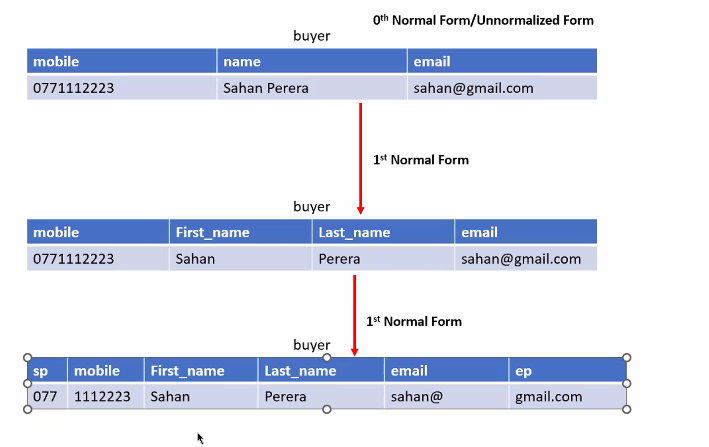 0th Normal Form/Unnormalized Form
buyer
mobile name email
0771112223 Sahan Perera sahan@gmail.com
1st Normal Form
buyer
mobile First_name Last_name email
0771112223 Sahan Perera sahan@gmail.com
1st Normal Form
buyer
sp mobile First_name Last_name email ep
077 1112223 Sahan Perera sahan@ gmail.com